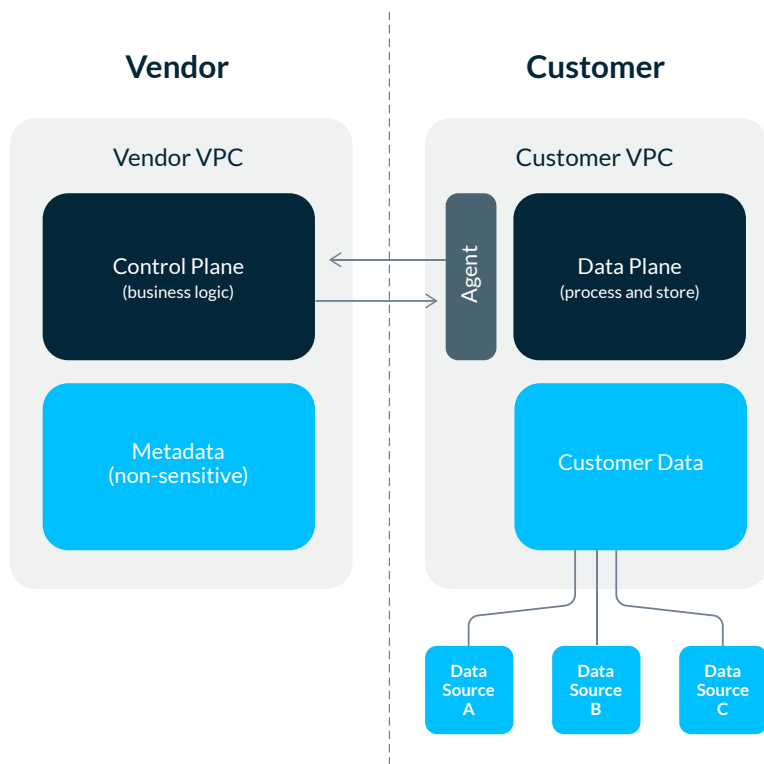 Vendor
Customer
Vendor VPC
Customer VPC
Control Plane
(business logic)
Agent
Data Plane
(process and store)
Metadata
(non-sensitive)
Customer Data
Data
Source
A
Data
Source
B
Data
Source
C